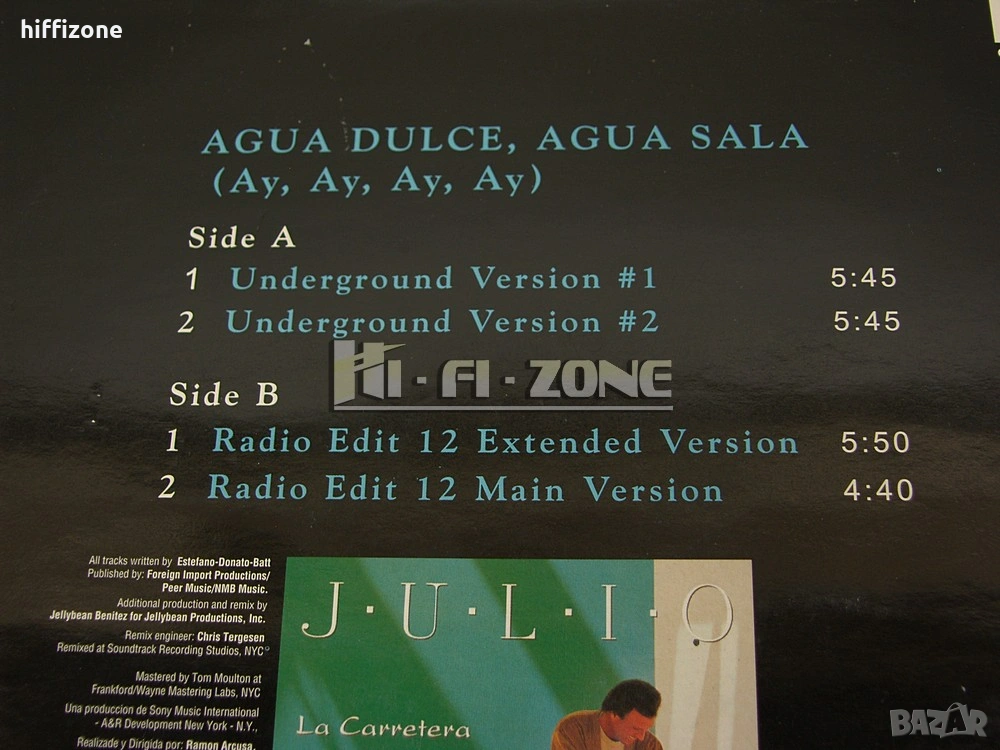 hiffizone
AGUA DULCE, AGUA SALA
(Ay, Ay, Ay, Ay)
Side A
1 Underground Version #1 5:45
2 Underground Version #2 5:45
HI-FI-ZONE
Side B
1 Radio Edit 12 Extended Version 5:50
2 Radio Edit 12 Main Version 4:40
All tracks written by Estefano-Donato-Batt
Published by: Foreign Import Productions/
Peer Music/NMB Music.
Additional production and remix by
Jellybean Benitez for Jellybean Productions, Inc.
Remix engineer: Chris Tergesen
Remixed at Soundtrack Recording Studios, NYC
Mastered by Tom Moulton at
Frankford/Wayne Mastering Labs, NYC
Una produccion de Sony Music International
- A&R Development New York - N.Y.,
Realizade y Dirigida por: Ramon Arcusa.
J·U·L·I·O
La Carretera
BAZAR